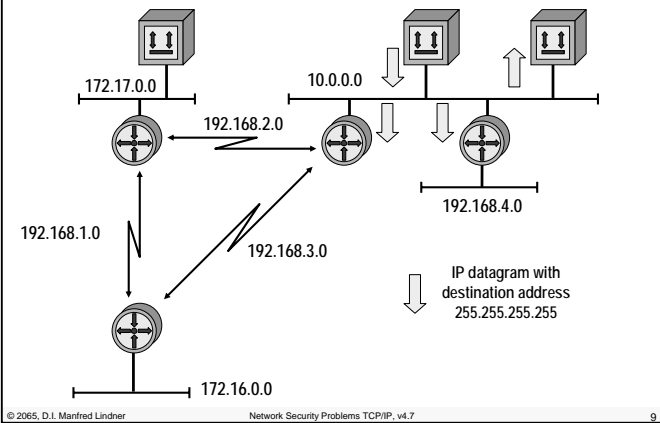 172.17.0.0
10.0.0.0
192.168.2.0
192.168.4.0
192.168.1.0
192.168.3.0
IP datagram with
destination address
255.255.255.255
172.16.0.0
© 2065, D.I. Manfred Lindner Network Security Problems TCP/IP, v4.7 9